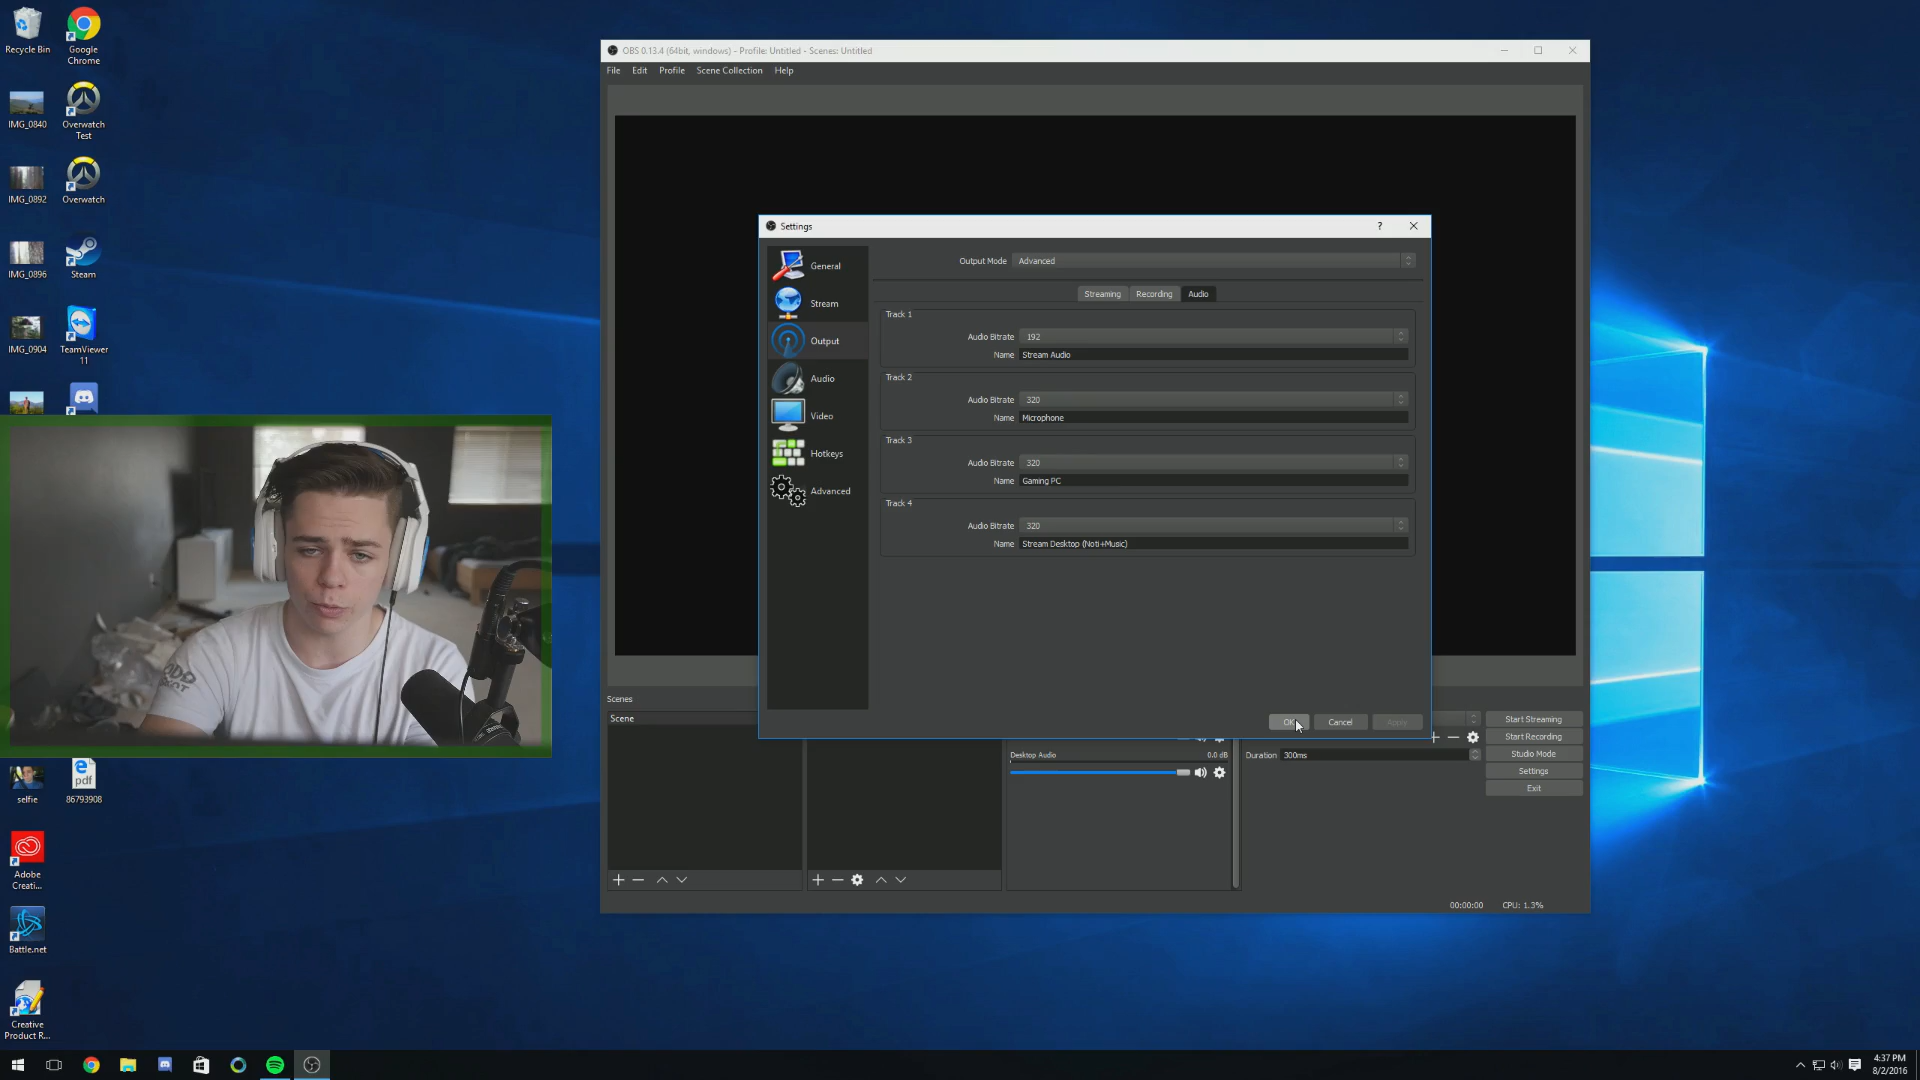 Recycle Bin
Google
Chrome
IMG_0840
Overwatch
Test
IMG_0892
Overwatch
IMG_0896
Steam
IMG_0904
TeamViewer
11
selfie
pdf
86793908
Adobe
Creati...
Battle.net
Creative
Product R...
OBS 0.13.4 (64bit, windows) - Profile: Untitled - Scenes: Untitled
File Edit Profile Scene Collection Help
Settings
?
General
Stream
Output
Audio
Video
Hotkeys
Advanced
Output Mode Advanced
Streaming Recording Audio
Track 1
Audio Bitrate 192
Name Stream Audio
Track 2
Audio Bitrate 320
Name Microphone
Track 3
Audio Bitrate 320
Name Gaming PC
Track 4
Audio Bitrate 320
Name Stream Desktop (Noti+Music)
OK Cancel Apply
Scenes
Scene
Desktop Audio 0.0 dB
Duration 300ms
Start Streaming
Start Recording
Studio Mode
Settings
Exit
00:00:00 CPU: 1.3%
4:37 PM
8/2/2016